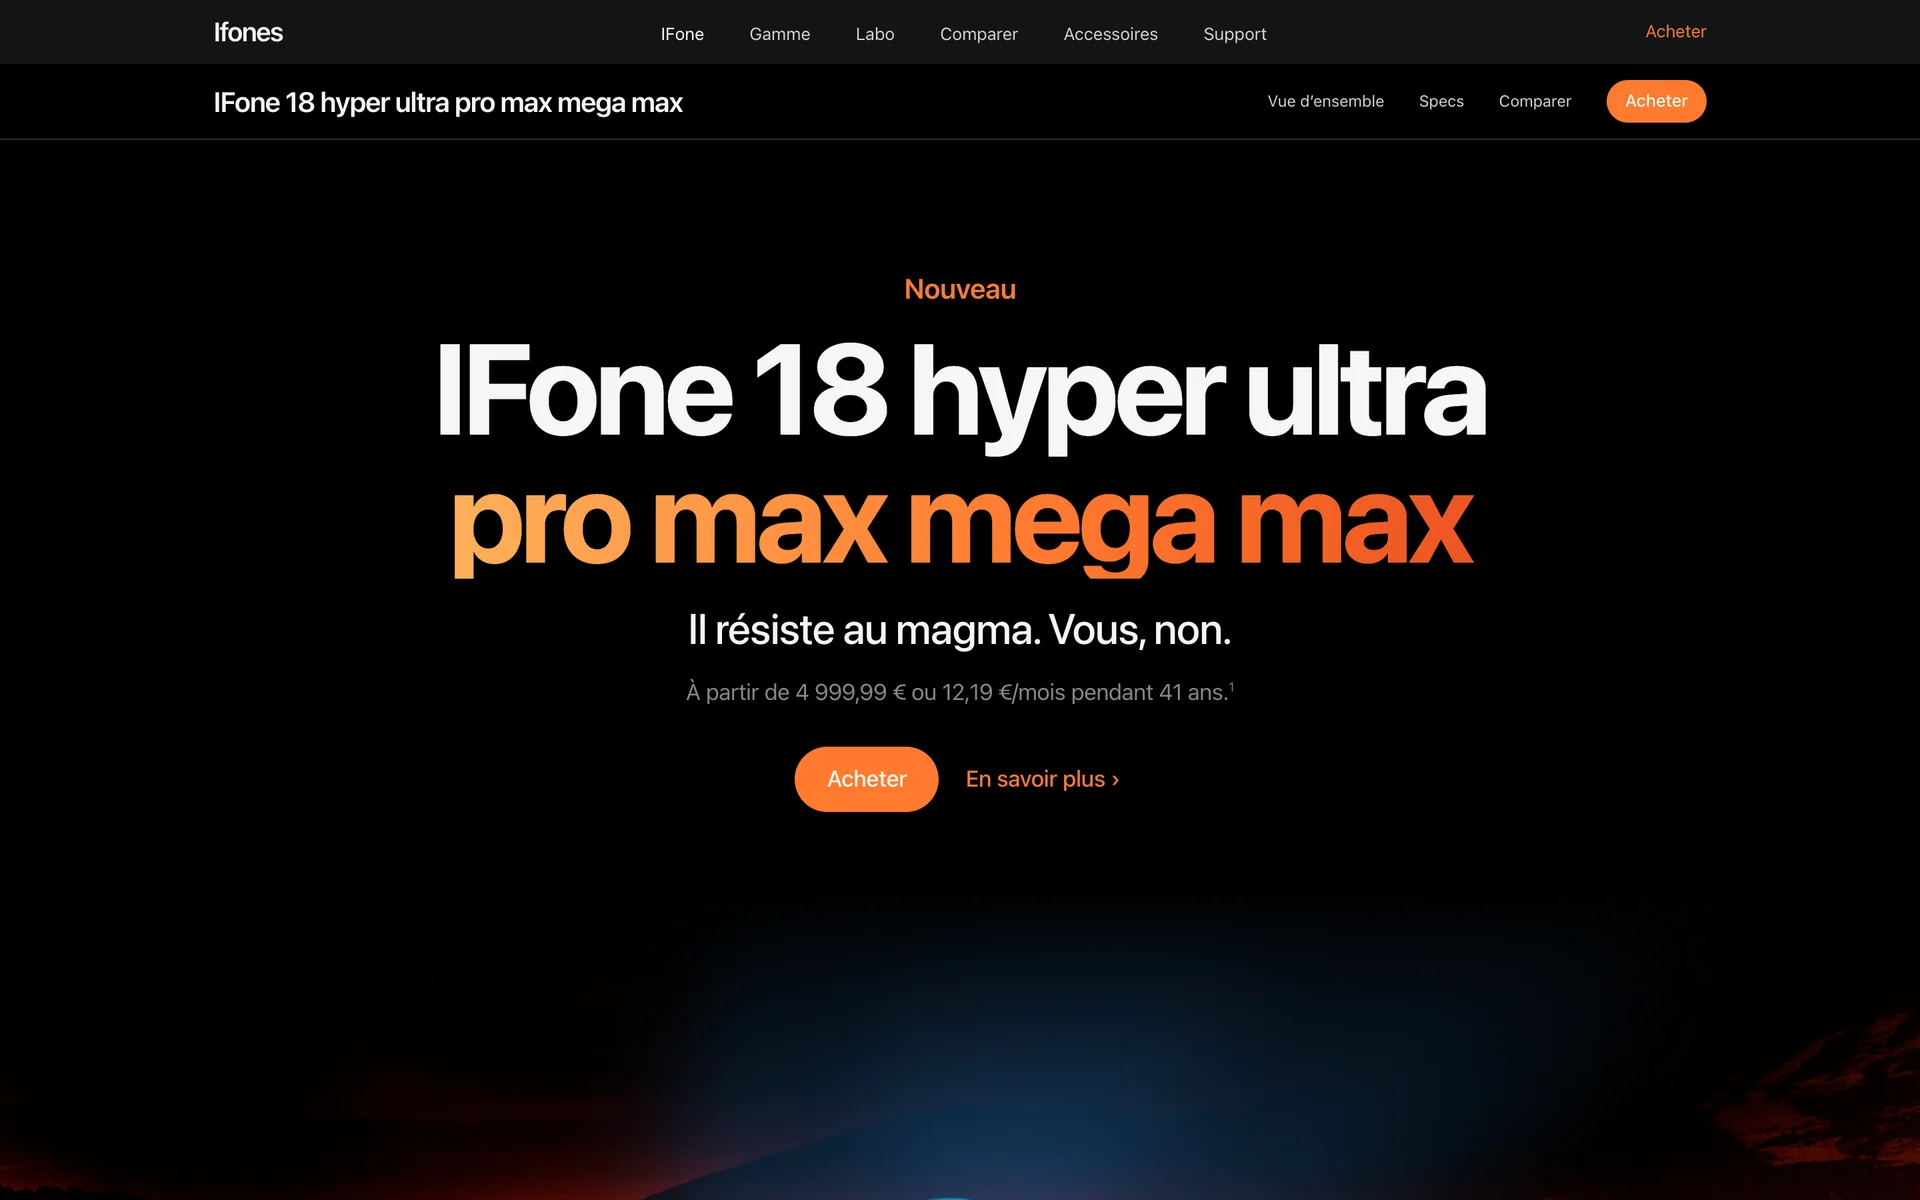 Ifones
IFone Gamme Labo Comparer Accessoires Support
Acheter
IFone 18 hyper ultra pro max mega max
Vue d’ensemble Specs Comparer Acheter
Nouveau
IFone 18 hyper ultra
pro max mega max
Il résiste au magma. Vous, non.
À partir de 4 999,99 € ou 12,19 €/mois pendant 41 ans.¹
Acheter En savoir plus ›